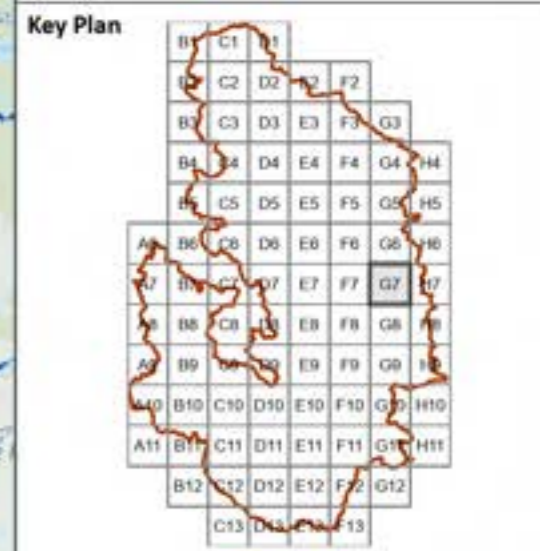 Key Plan
B1 C1 D1
B2 C2 D2 E2 F2
B3 C3 D3 E3 F3 G3
B4 C4 D4 E4 F4 G4 H4
B5 C5 D5 E5 F5 G5 H5
A6 B6 C6 D6 E6 F6 G6 H6
A7 B7 C7 D7 E7 F7 G7 H7
A8 B8 C8 D8 E8 F8 G8 H8
A9 B9 C9 D9 E9 F9 G9 H9
A10 B10 C10 D10 E10 F10 G10 H10
A11 B11 C11 D11 E11 F11 G11 H11
B12 C12 D12 E12 F12 G12
C13 D13 E13 F13